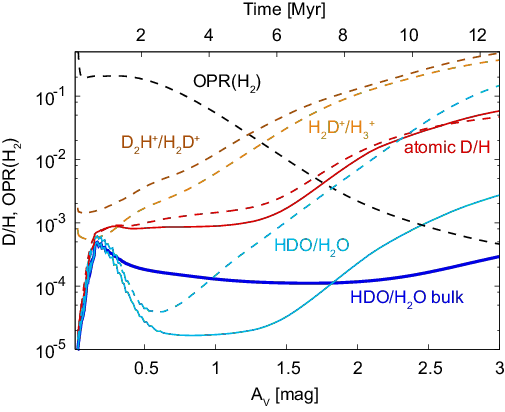 Time [Myr]
2 4 6 8 10 12
OPR(H₂)
D₂H⁺/H₂D⁺
H₂D⁺/H₃⁺
atomic D/H
HDO/H₂O
HDO/H₂O bulk
D/H, OPR(H₂)
10⁻¹
10⁻²
10⁻³
10⁻⁴
10⁻⁵
0.5 1 1.5 2 2.5 3
Aᵥ [mag]